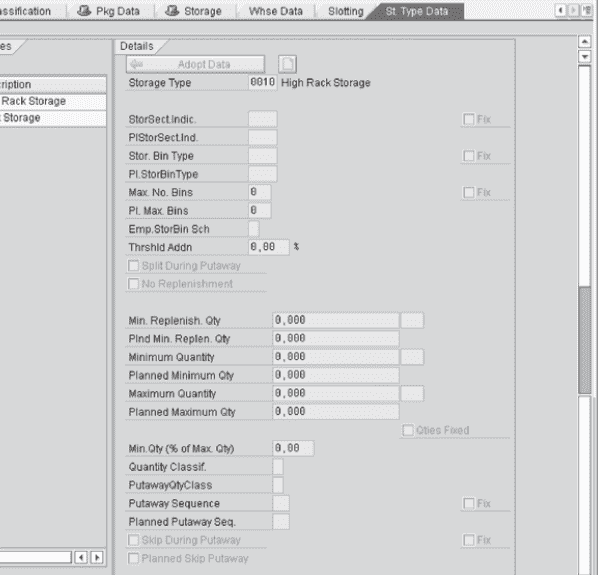 assification Pkg Data Storage Whse Data Slotting St. Type Data
es Details
Adopt Data
cription Storage Type 0010 High Rack Storage
Rack Storage
Storage
StorSect.Indic. Fix
PlStorSect.Ind.
Stor. Bin Type Fix
Pl.StorBinType
Max. No. Bins 0 Fix
Pl. Max. Bins 0
Emp.StorBin Sch
Thrshld Addn 0,00 %
Split During Putaway
No Replenishment
Min. Replenish. Qty 0,000
Plnd Min. Replen. Qty 0,000
Minimum Quantity 0,000
Planned Minimum Qty 0,000
Maximum Quantity 0,000
Planned Maximum Qty 0,000
Qties Fixed
Min.Qty (% of Max. Qty) 0,00
Quantity Classif.
PutawayQtyClass
Putaway Sequence Fix
Planned Putaway Seq.
Skip During Putaway Fix
Planned Skip Putaway